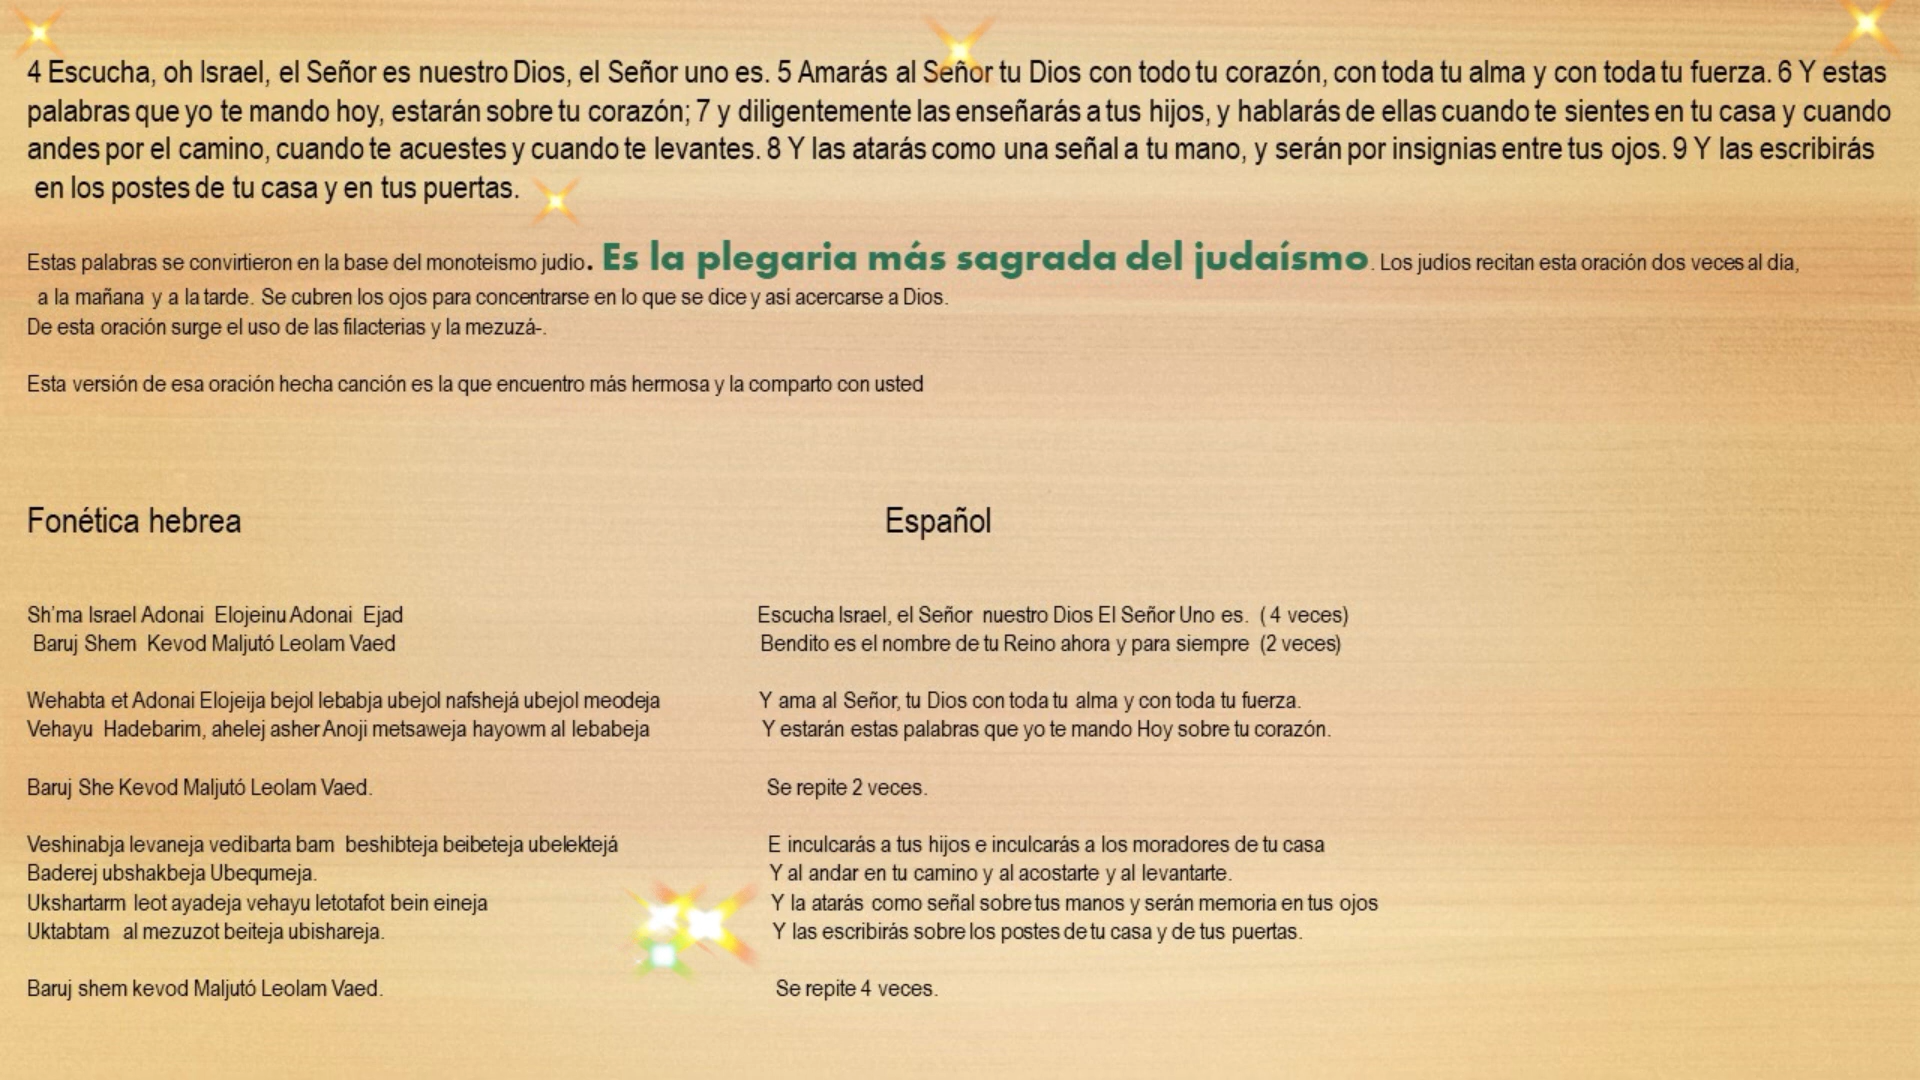 4 Escucha, oh Israel, el Señor es nuestro Dios, el Señor uno es. 5 Amarás al Señor tu Dios con todo tu corazón, con toda tu alma y con toda tu fuerza. 6 Y estas
palabras que yo te mando hoy, estarán sobre tu corazón; 7 y diligentemente las enseñarás a tus hijos, y hablarás de ellas cuando te sientes en tu casa y cuando
andes por el camino, cuando te acuestes y cuando te levantes. 8 Y las atarás como una señal a tu mano, y serán por insignias entre tus ojos. 9 Y las escribirás
en los postes de tu casa y en tus puertas.
Estas palabras se convirtieron en la base del monoteísmo judio. Es la plegaria más sagrada del judaísmo. Los judíos recitan esta oración dos veces al día,
a la mañana y a la tarde. Se cubren los ojos para concentrarse en lo que se dice y así acercarse a Dios.
De esta oración surge el uso de las filacterias y la mezuzá-.
Esta versión de esa oración hecha canción es la que encuentro más hermosa y la comparto con usted
Fonética hebrea
Español
Sh'ma Israel Adonai Elojeinu Adonai Ejad
Escucha Israel, el Señor nuestro Dios El Señor Uno es. ( 4 veces)
Baruj Shem Kevod Maljutó Leolam Vaed
Bendito es el nombre de tu Reino ahora y para siempre (2 veces)
Wehabta et Adonai Elojeija bejol lebabja ubejol nafshejá ubejol meodeja
Y ama al Señor, tu Dios con toda tu alma y con toda tu fuerza.
Vehayu Hadebarim, ahelej asher Anoji metsaweja hayowm al lebabeja
Y estarán estas palabras que yo te mando Hoy sobre tu corazón.
Baruj She Kevod Maljutó Leolam Vaed.
Se repite 2 veces.
Veshinabja levaneja vedibarta bam beshibteja beibeteja ubelektejá
E inculcarás a tus hijos e inculcarás a los moradores de tu casa
Baderej ubshakbeja Ubequmeja.
Y al andar en tu camino y al acostarte y al levantarte.
Ukshartarm leot ayadeja vehayu letotafot bein eineja
Y la atarás como señal sobre tus manos y serán memoria en tus ojos
Uktabtam al mezuzot beiteja ubishareja.
Y las escribirás sobre los postes de tu casa y de tus puertas.
Baruj shem kevod Maljutó Leolam Vaed.
Se repite 4 veces.